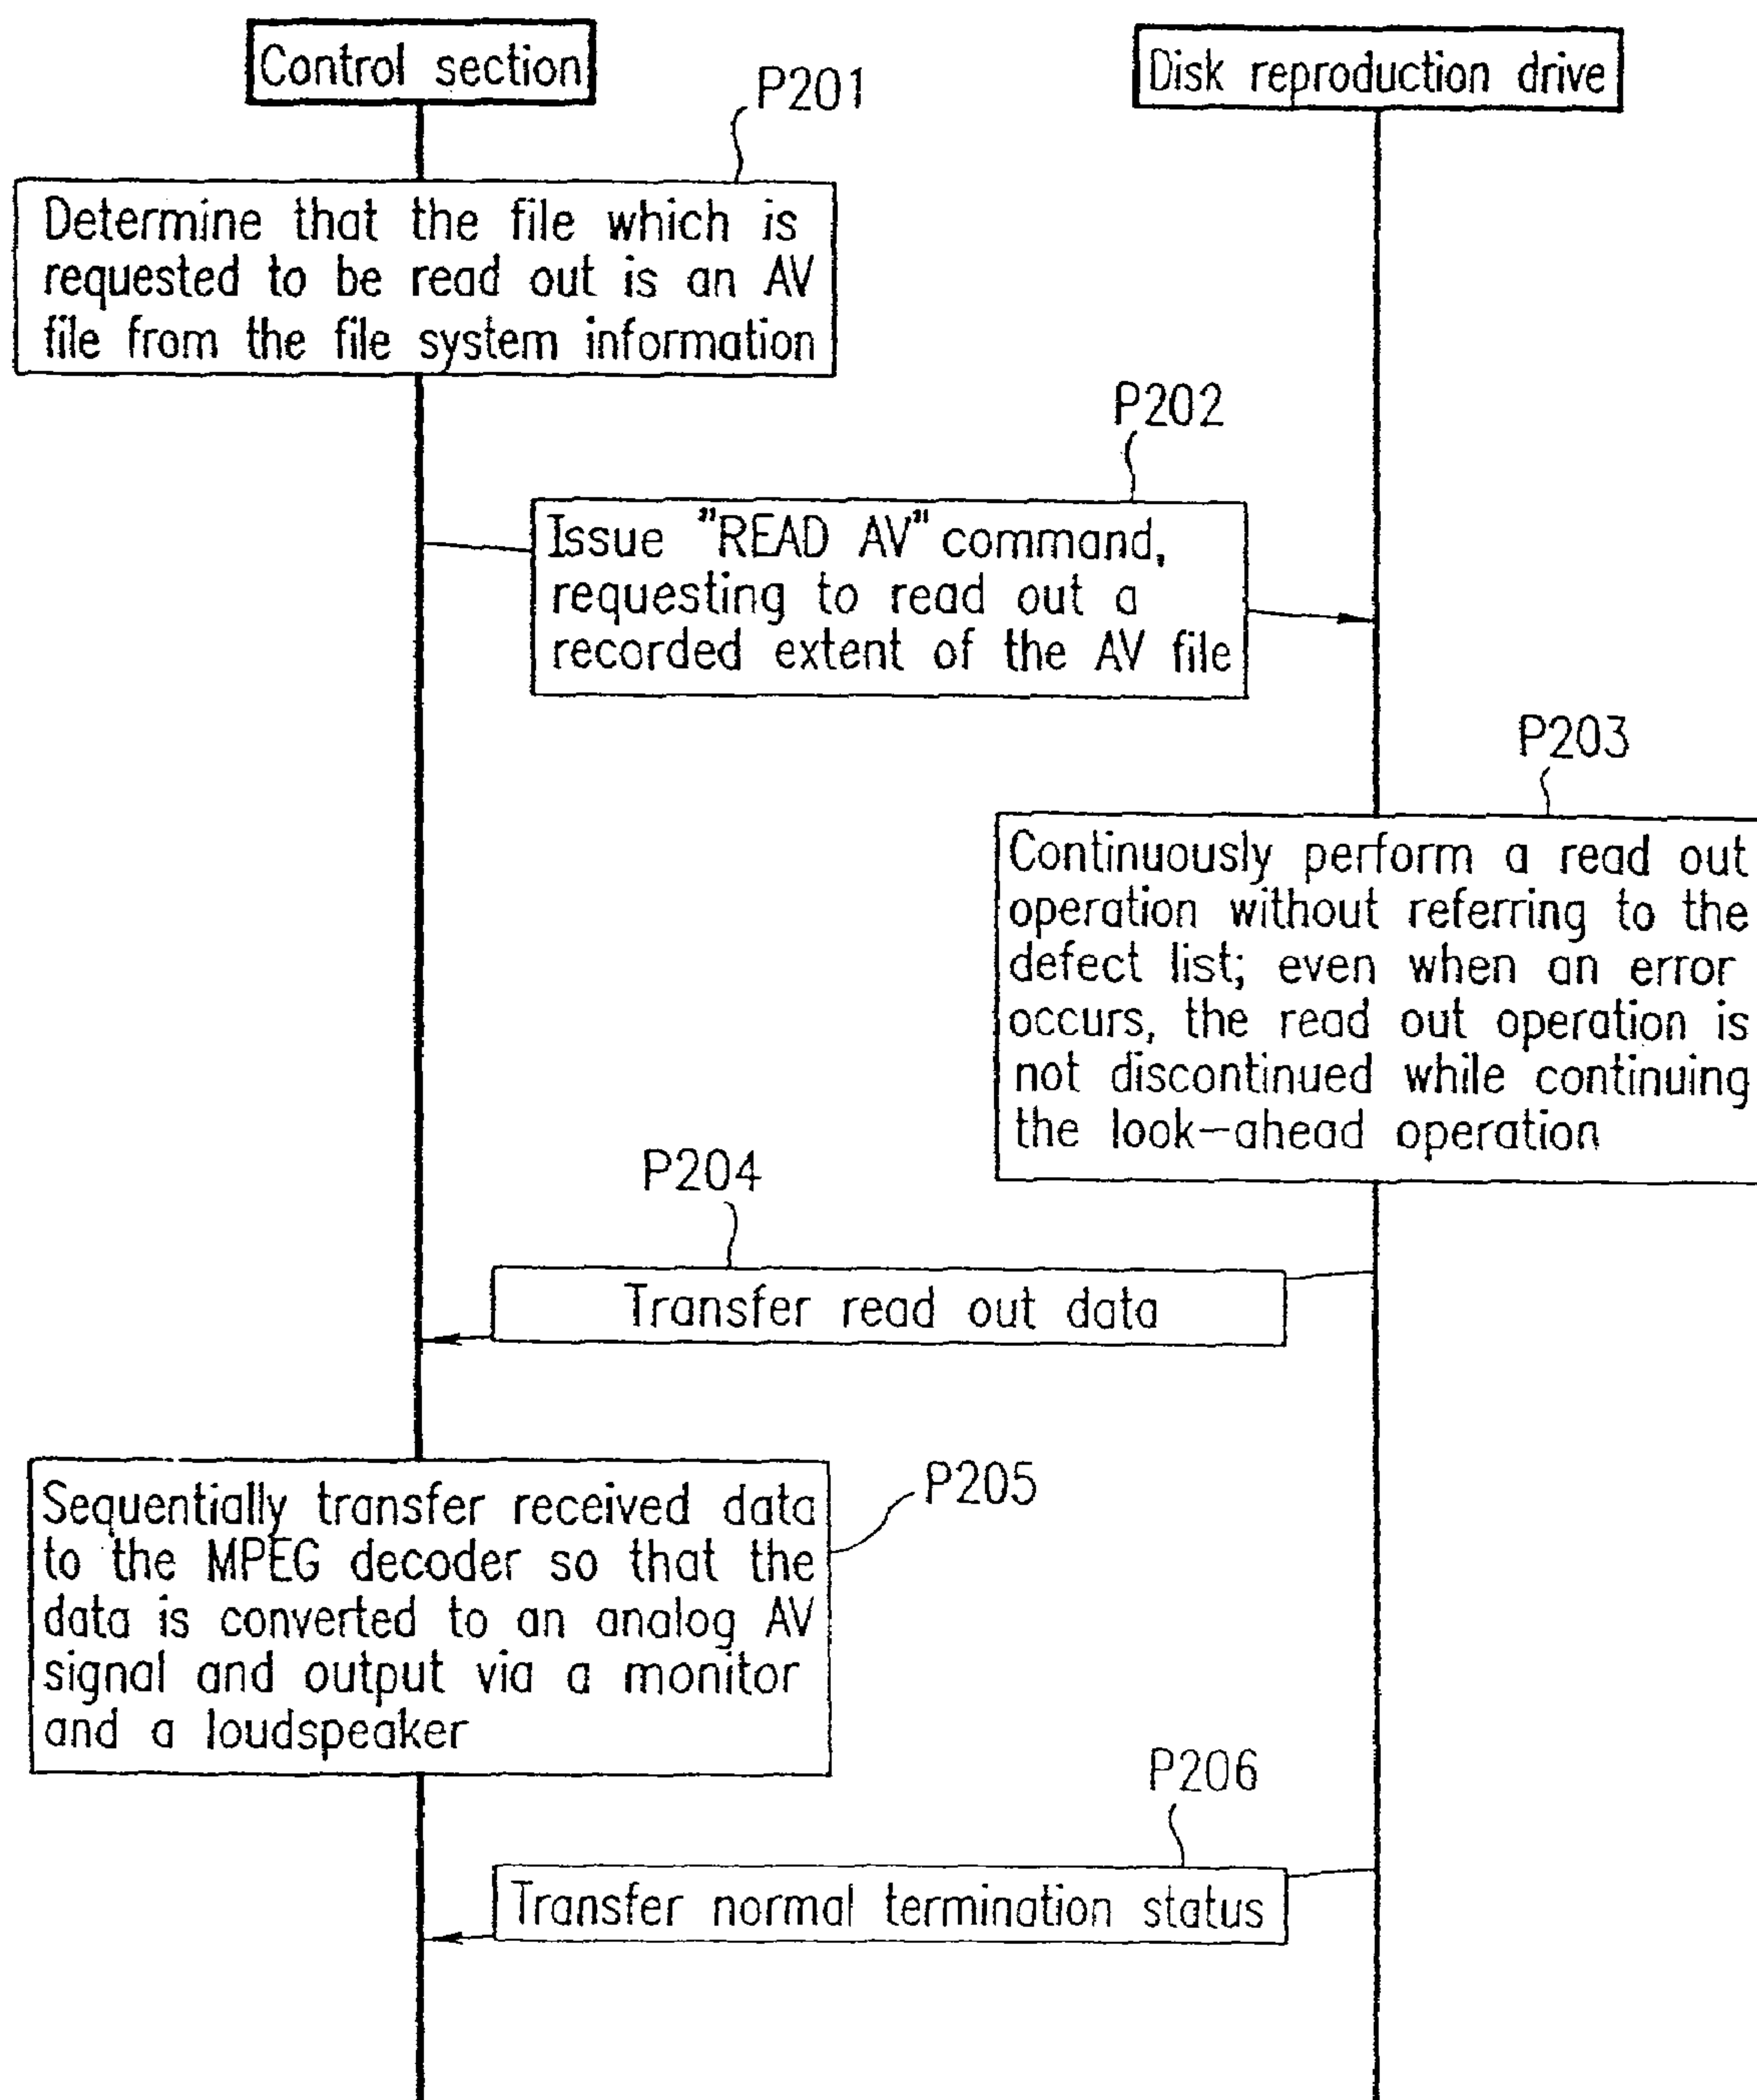 Control section
Disk reproduction drive
P201
Determine that the file which is
requested to be read out is an AV
file from the file system information
P202
Issue "READ AV" command,
requesting to read out a
recorded extent of the AV file
P203
Continuously perform a read out
operation without referring to the
defect list; even when an error
occurs, the read out operation is
not discontinued while continuing
the look-ahead operation
P204
Transfer read out data
P205
Sequentially transfer received data
to the MPEG decoder so that the
data is converted to an analog AV
signal and output via a monitor
and a loudspeaker
P206
Transfer normal termination status